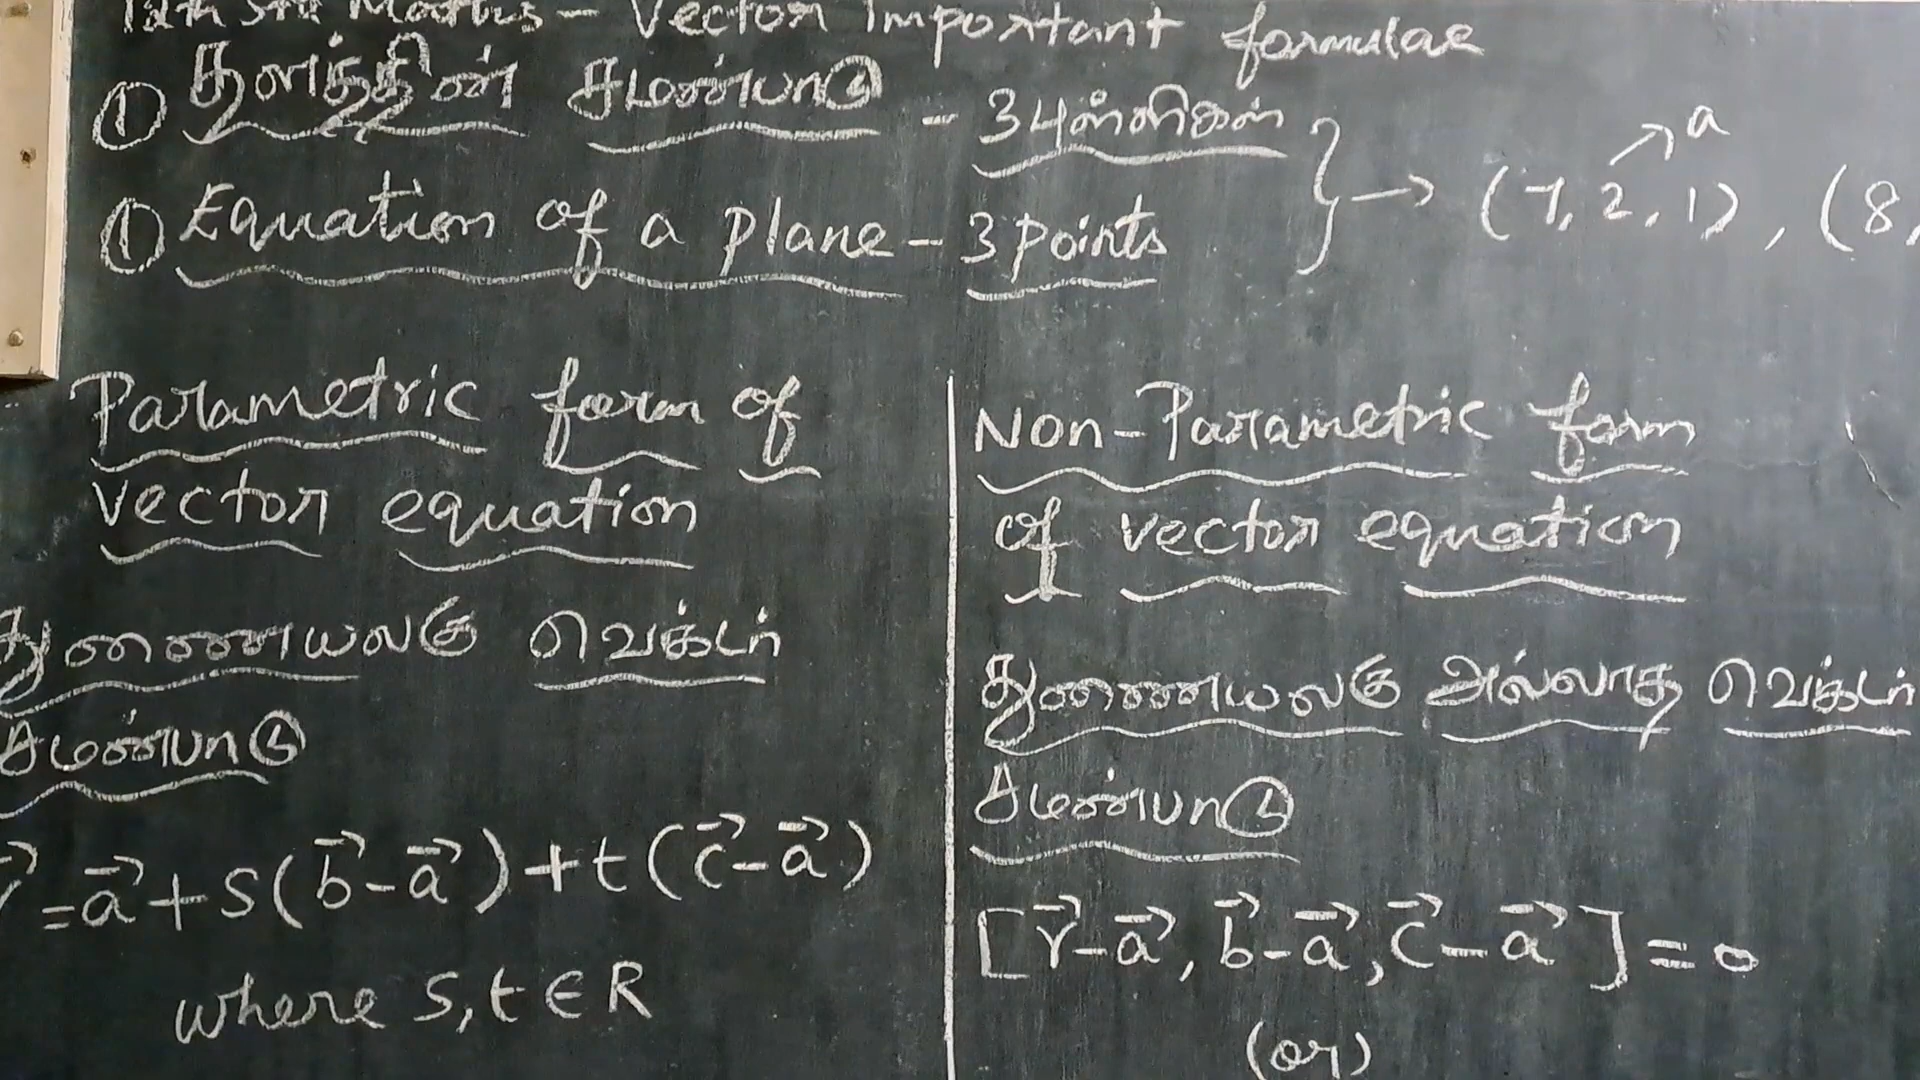 12th Std Maths - Vector Important formulae
① தளத்தின் சமன்பாடு - 3 புள்ளிகள்
① Equation of a plane - 3 points } → (7, 2, 1), (8,
↗ a
Parametric form of
vector equation
துணையலகு வெக்டர்
சமன்பாடு
r⃗ = a⃗ + s(b⃗ - a⃗) + t(c⃗ - a⃗)
where s, t ∈ R
Non-Parametric form
of vector equation
துணையலகு அல்லாத வெக்டர்
சமன்பாடு
[r⃗ - a⃗, b⃗ - a⃗, c⃗ - a⃗] = 0
(or)